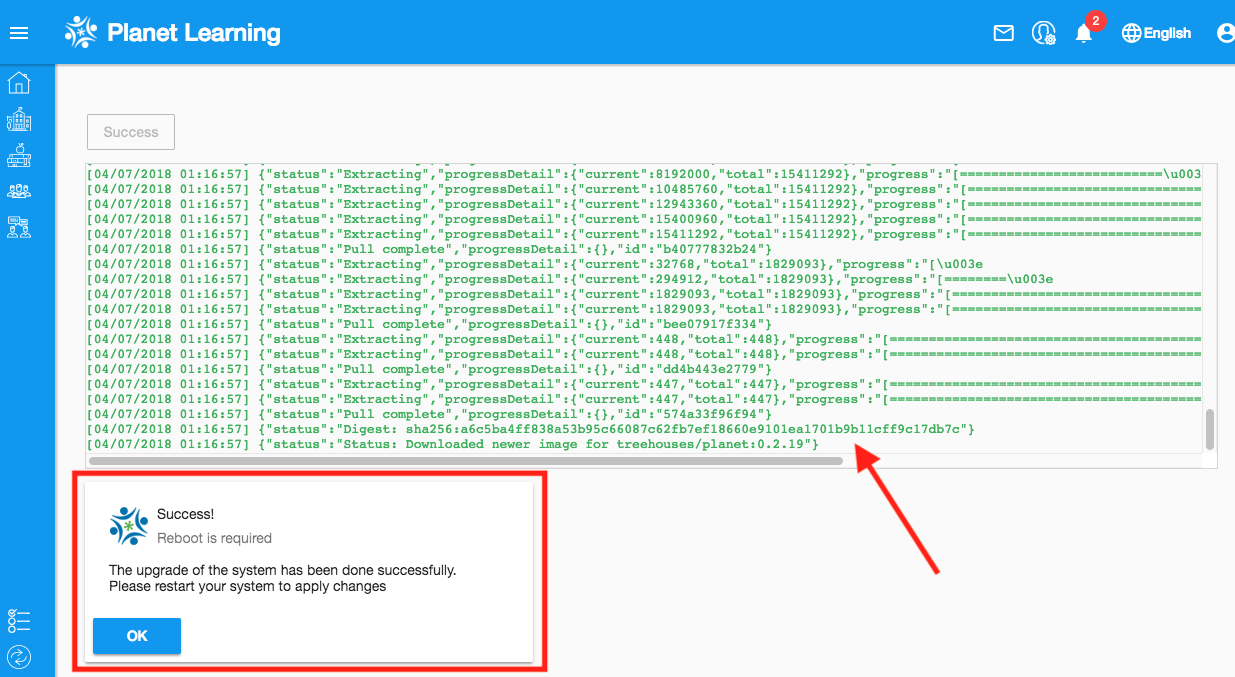 Planet Learning
2
English
Success
[04/07/2018 01:16:57] {"status":"Extracting","progressDetail":{"current":8192000,"total":15411292},"progress":"[==========================\u003
[04/07/2018 01:16:57] {"status":"Extracting","progressDetail":{"current":10485760,"total":15411292},"progress":"[==============================
[04/07/2018 01:16:57] {"status":"Extracting","progressDetail":{"current":12943360,"total":15411292},"progress":"[==============================
[04/07/2018 01:16:57] {"status":"Extracting","progressDetail":{"current":15400960,"total":15411292},"progress":"[==============================
[04/07/2018 01:16:57] {"status":"Extracting","progressDetail":{"current":15411292,"total":15411292},"progress":"[==============================
[04/07/2018 01:16:57] {"status":"Pull complete","progressDetail":{},"id":"b40777832b24"}
[04/07/2018 01:16:57] {"status":"Extracting","progressDetail":{"current":32768,"total":1829093},"progress":"[\u003e
[04/07/2018 01:16:57] {"status":"Extracting","progressDetail":{"current":294912,"total":1829093},"progress":"[========\u003e
[04/07/2018 01:16:57] {"status":"Extracting","progressDetail":{"current":1829093,"total":1829093},"progress":"[================================
[04/07/2018 01:16:57] {"status":"Extracting","progressDetail":{"current":1829093,"total":1829093},"progress":"[================================
[04/07/2018 01:16:57] {"status":"Pull complete","progressDetail":{},"id":"bee07917f334"}
[04/07/2018 01:16:57] {"status":"Extracting","progressDetail":{"current":448,"total":448},"progress":"[========================================
[04/07/2018 01:16:57] {"status":"Extracting","progressDetail":{"current":448,"total":448},"progress":"[========================================
[04/07/2018 01:16:57] {"status":"Pull complete","progressDetail":{},"id":"dd4b443e2779"}
[04/07/2018 01:16:57] {"status":"Extracting","progressDetail":{"current":447,"total":447},"progress":"[========================================
[04/07/2018 01:16:57] {"status":"Extracting","progressDetail":{"current":447,"total":447},"progress":"[========================================
[04/07/2018 01:16:57] {"status":"Pull complete","progressDetail":{},"id":"574a33f96f94"}
[04/07/2018 01:16:57] {"status":"Digest: sha256:a6c5ba4ff838a53b95c66087c62fb7ef18660e9101ea1701b9b11cff9c17db7c"}
[04/07/2018 01:16:57] {"status":"Status: Downloaded newer image for treehouses/planet:0.2.19"}
Success!
Reboot is required
The upgrade of the system has been done successfully.
Please restart your system to apply changes
OK